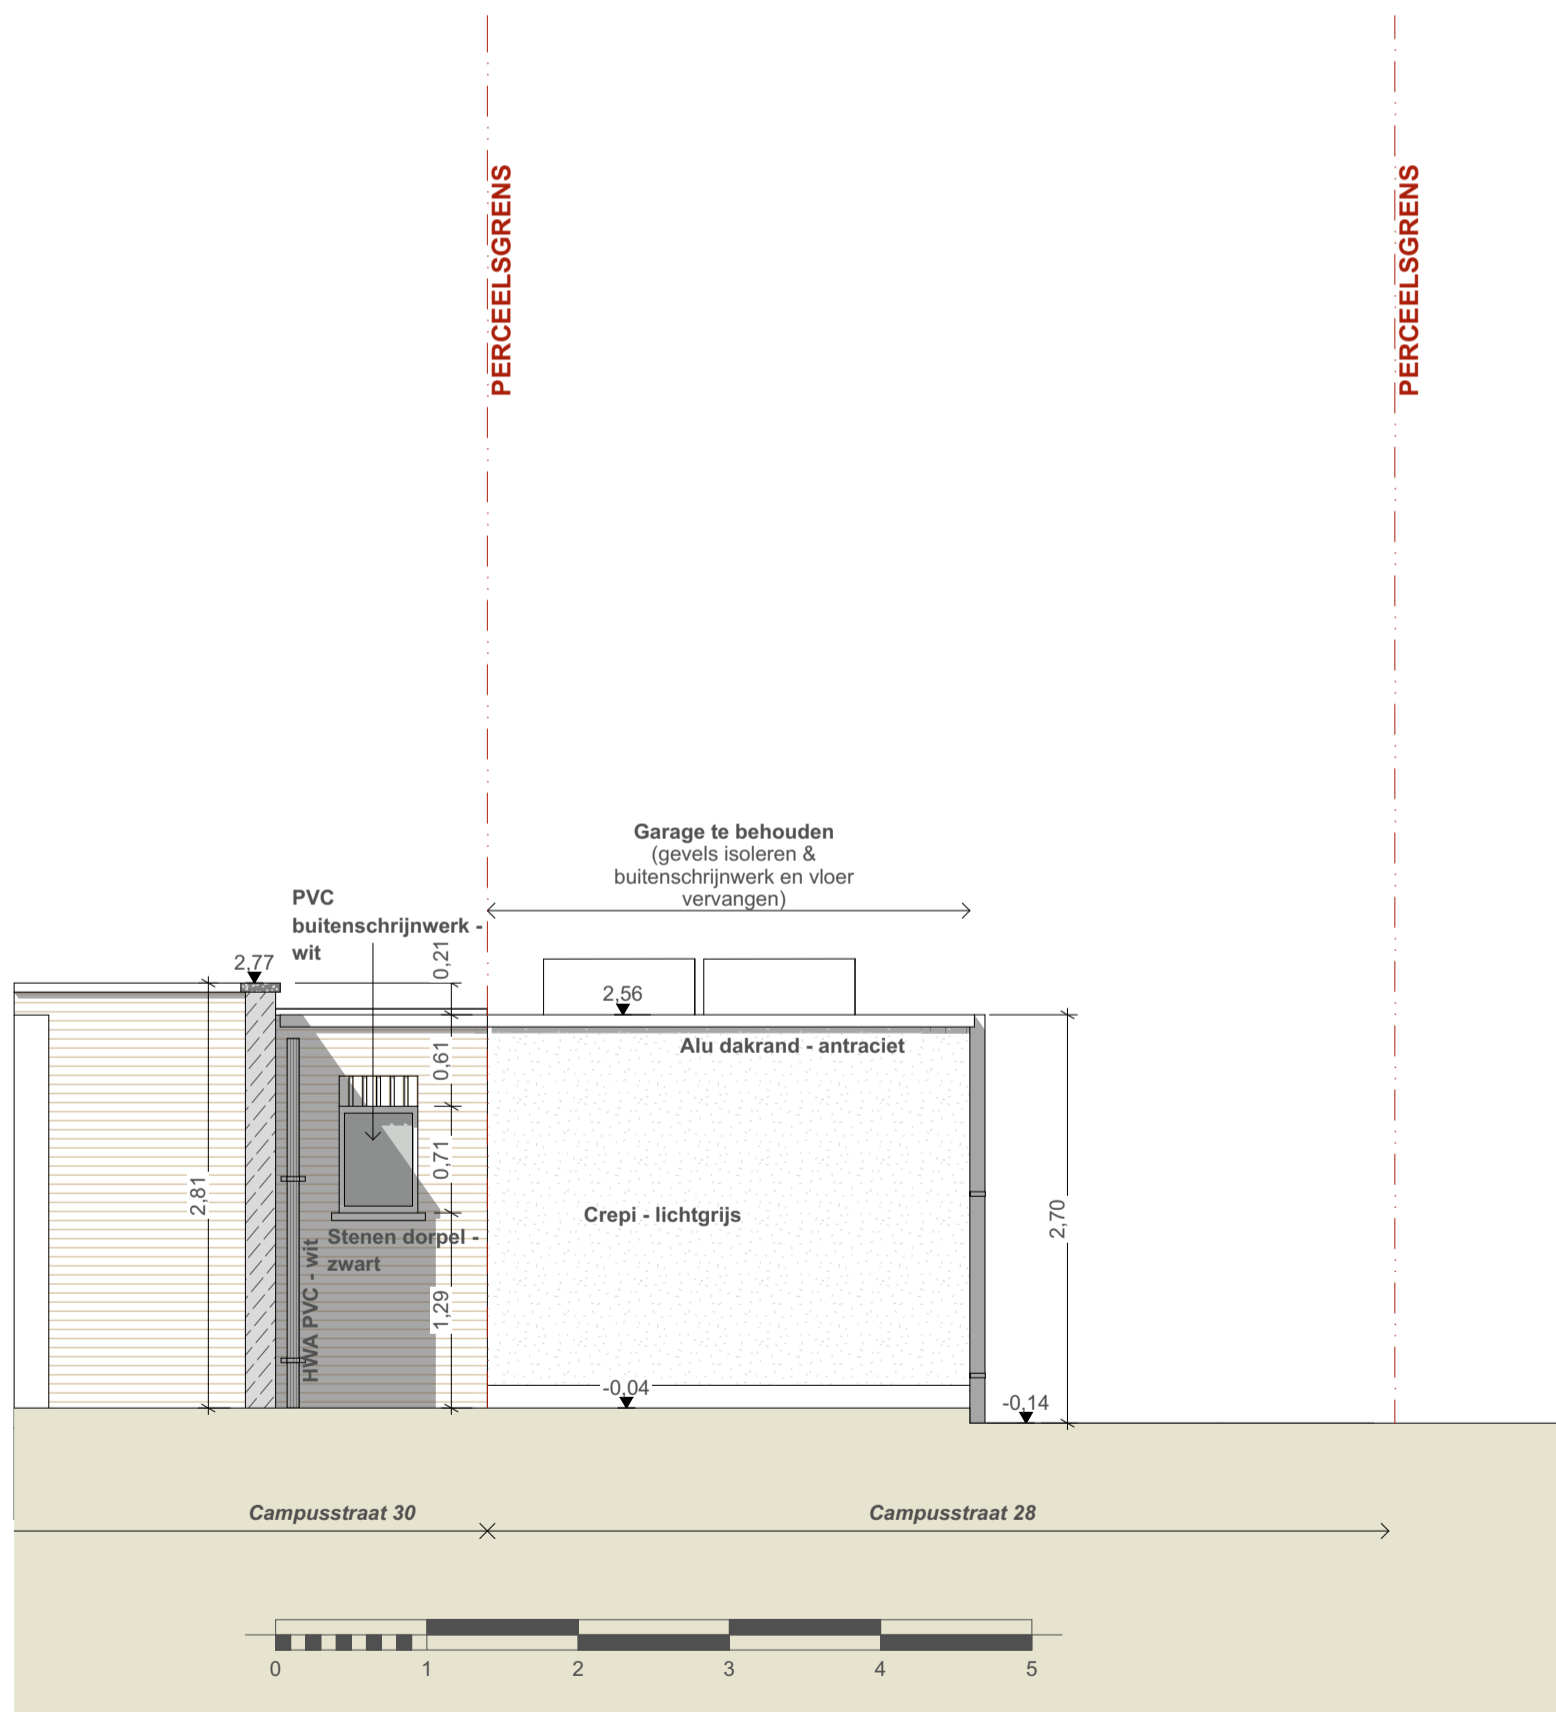 PERCEELSGRENS
PERCEELSGRENS
Garage te behouden
(gevels isoleren &
buitenschrijnwerk en vloer
vervangen)
PVC
buitenschrijnwerk -
wit
0,21
2,77
2,56
Alu dakrand - antraciet
0,61
0,71
2,81
Crepi - lichtgrijs
2,70
Stenen dorpel -
zwart
HWA PVC - wit
1,29
-0,04
-0,14
Campusstraat 30
Campusstraat 28
0 1 2 3 4 5